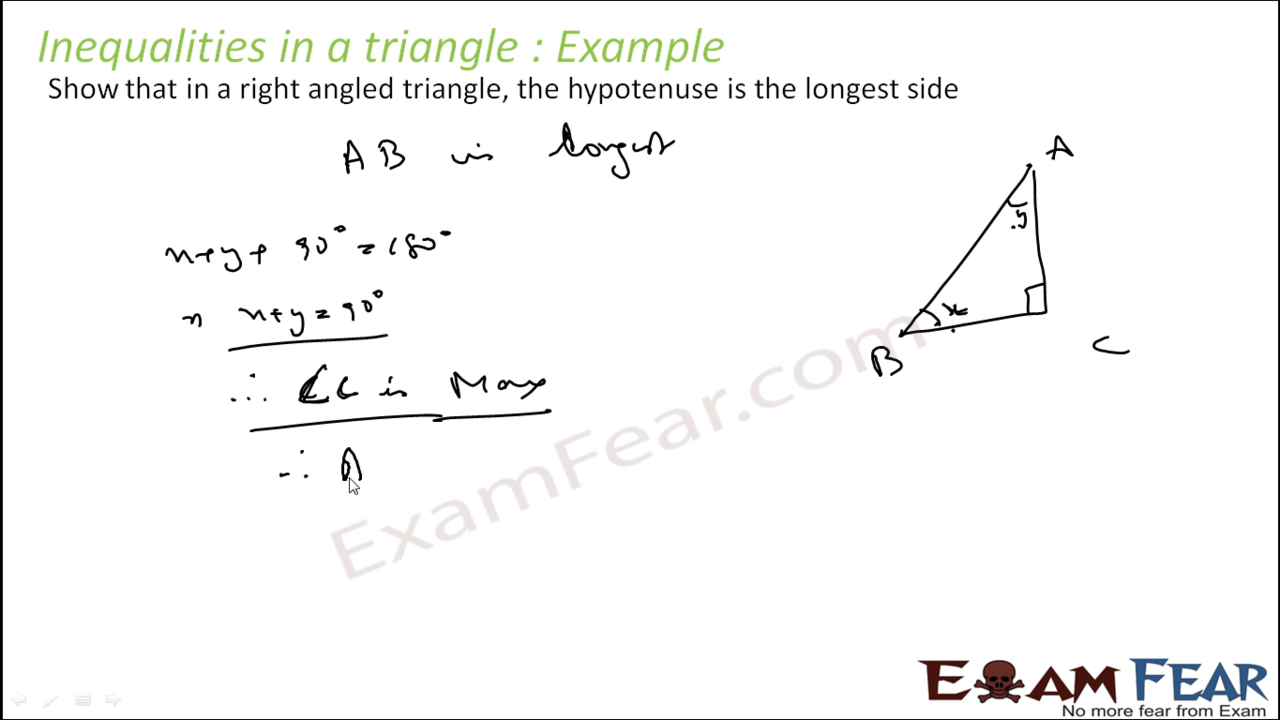 Inequalities in a triangle : Example
Show that in a right angled triangle, the hypotenuse is the longest side
AB is longest
x+y+ 90° = 180°
x+y = 90°
∴ ∠C is Max
∴ A
A
y
x
B
C
ExamFear.com
EXAM FEAR
No more fear from Exam